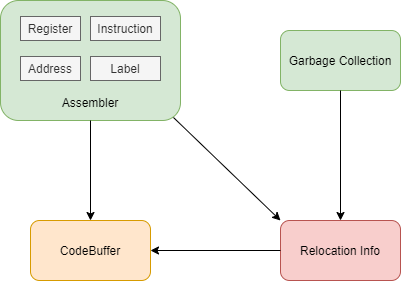 Register
Instruction
Address
Label
Assembler
Garbage Collection
CodeBuffer
Relocation Info